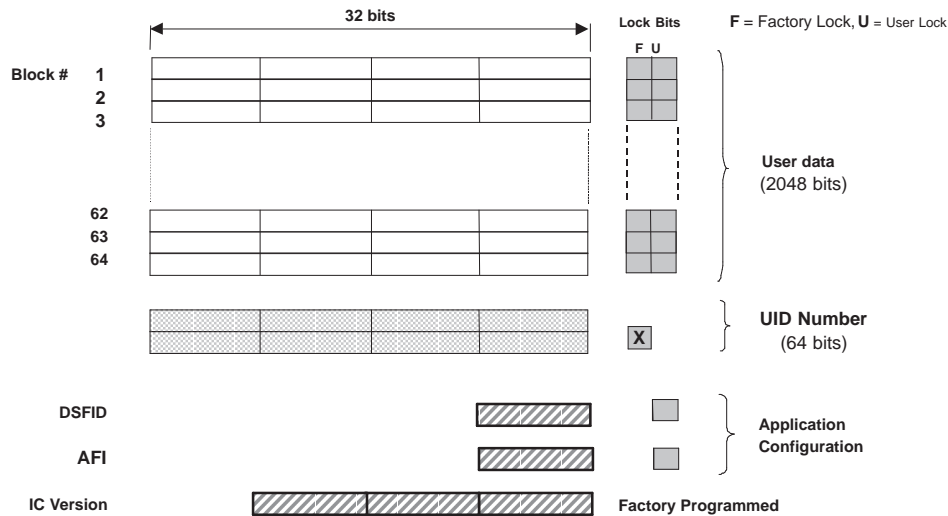 32 bits
Lock Bits
F = Factory Lock, U = User Lock
F U
Block # 1
2
3
User data
(2048 bits)
62
63
64
UID Number
(64 bits)
X
DSFID
AFI
Application
Configuration
IC Version
Factory Programmed